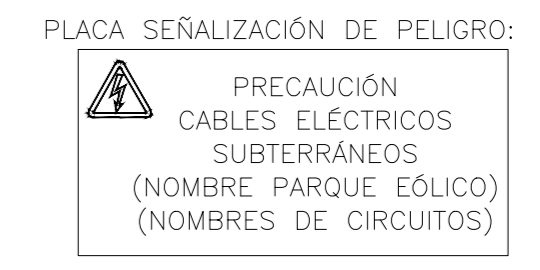 PLACA SEÑALIZACIÓN DE PELIGRO:
PRECAUCIÓN
CABLES ELÉCTRICOS
SUBTERRÁNEOS
(NOMBRE PARQUE EÓLICO)
(NOMBRES DE CIRCUITOS)